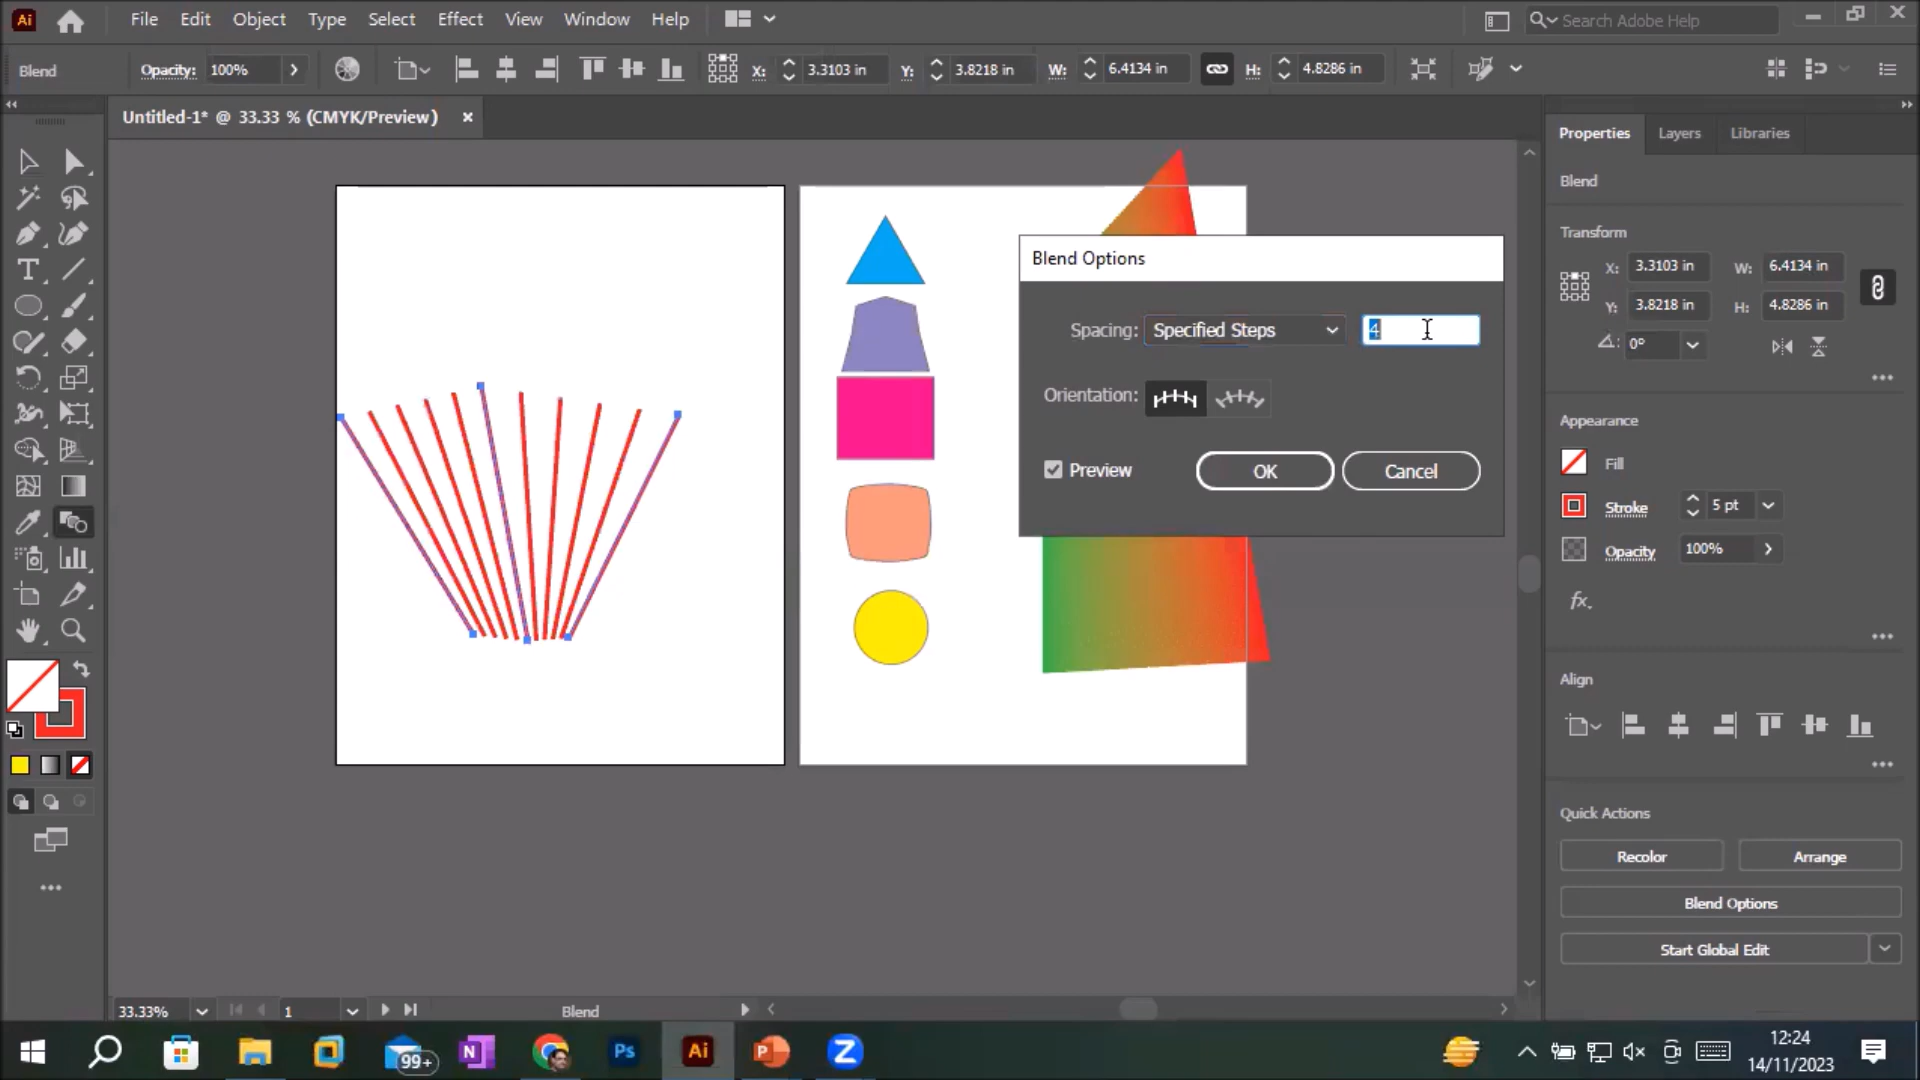 Ai File Edit Object Type Select Effect View Window Help Search Adobe Help
Blend Opacity: 100% X: 3.3103 in Y: 3.8218 in W: 6.4134 in H: 4.8286 in
Untitled-1* @ 33.33 % (CMYK/Preview)
Properties Layers Libraries
Blend
Transform
X: 3.3103 in W: 6.4134 in
Y: 3.8218 in H: 4.8286 in
0°
Blend Options
Spacing: Specified Steps 4
Orientation:
Preview OK Cancel
Appearance
Fill
Stroke 5 pt
Opacity 100%
fx.
Align
Quick Actions
Recolor Arrange
Blend Options
Start Global Edit
33.33% 1 Blend
99+ N Ps Ai P Z
12:24
14/11/2023